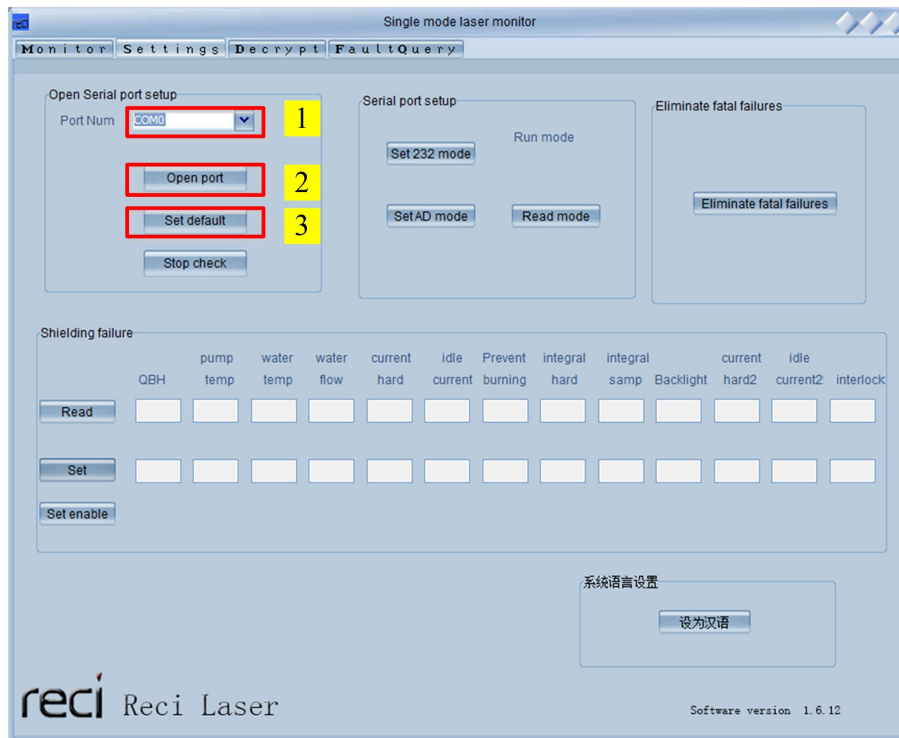 reci
Single mode laser monitor
Monitor Settings Decrypt FaultQuery
Open Serial port setup
Port Num COM0 1
Open port 2
Set default 3
Stop check
Serial port setup
Run mode
Set 232 mode
Set AD mode Read mode
Eliminate fatal failures
Eliminate fatal failures
Shielding failure
pump water water current idle Prevent integral integral current idle
QBH temp temp flow hard current burning hard samp Backlight hard2 current2 interlock
Read
Set
Set enable
系统语言设置
设为汉语
reci Reci Laser
Software version 1.6.12